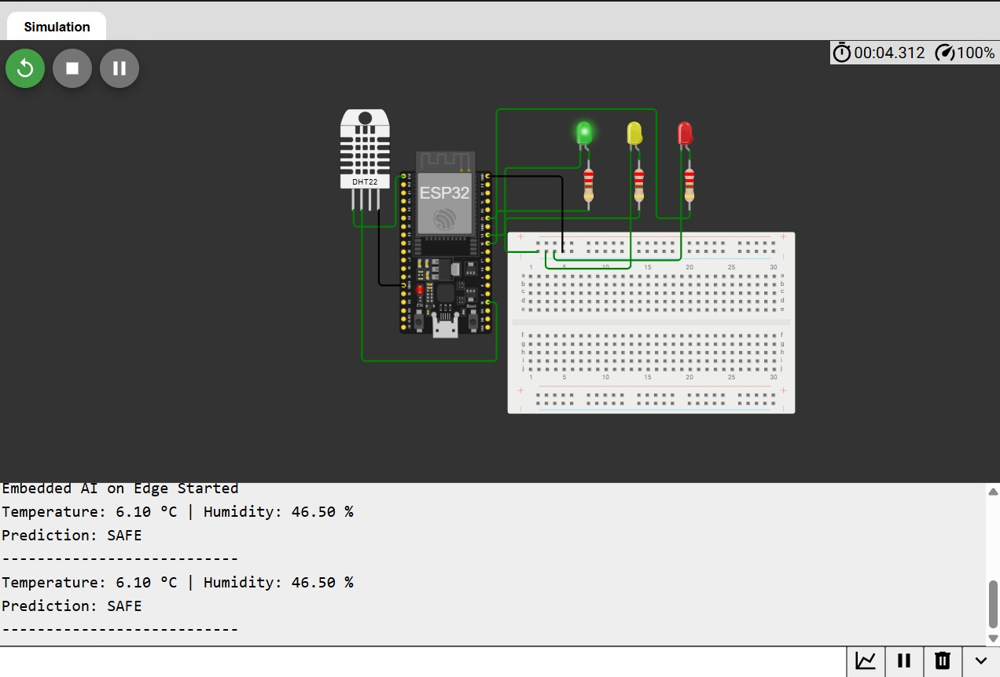 Simulation
00:04.312 100%
DHT22
ESP32
EN
Boot
+ +
1 5 10 15 20 25 30
a a
b b
c c
d d
e e
f f
g g
h h
i i
j j
1 5 10 15 20 25 30
+ +
Embedded AI on Edge Started
Temperature: 6.10 °C | Humidity: 46.50 %
Prediction: SAFE
---------------------------
Temperature: 6.10 °C | Humidity: 46.50 %
Prediction: SAFE
---------------------------